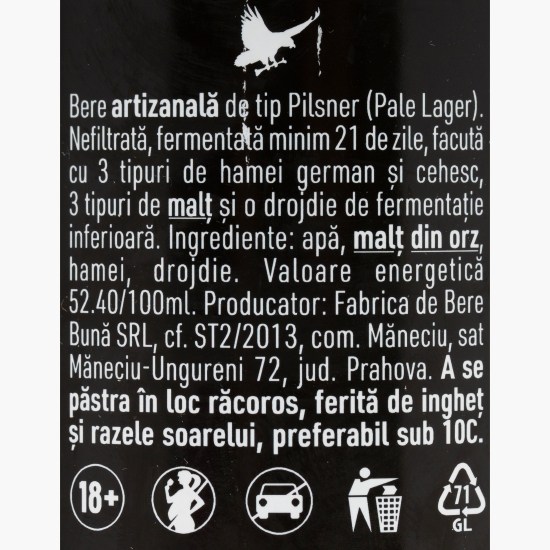 Bere artizanală de tip Pilsner (Pale Lager).
Nefiltrată, fermentată minim 21 de zile, facută
cu 3 tipuri de hamei german și cehesc,
3 tipuri de malț și o drojdie de fermentație
inferioară. Ingrediente: apă, malț din orz,
hamei, drojdie. Valoare energetică
52.40/100ml. Producator: Fabrica de Bere
Bună SRL, cf. ST2/2013, com. Măneciu, sat
Măneciu-Ungureni 72, jud. Prahova. A se
păstra în loc răcoros, ferită de îngheț
și razele soarelui, preferabil sub 10C.
18+
71
GL